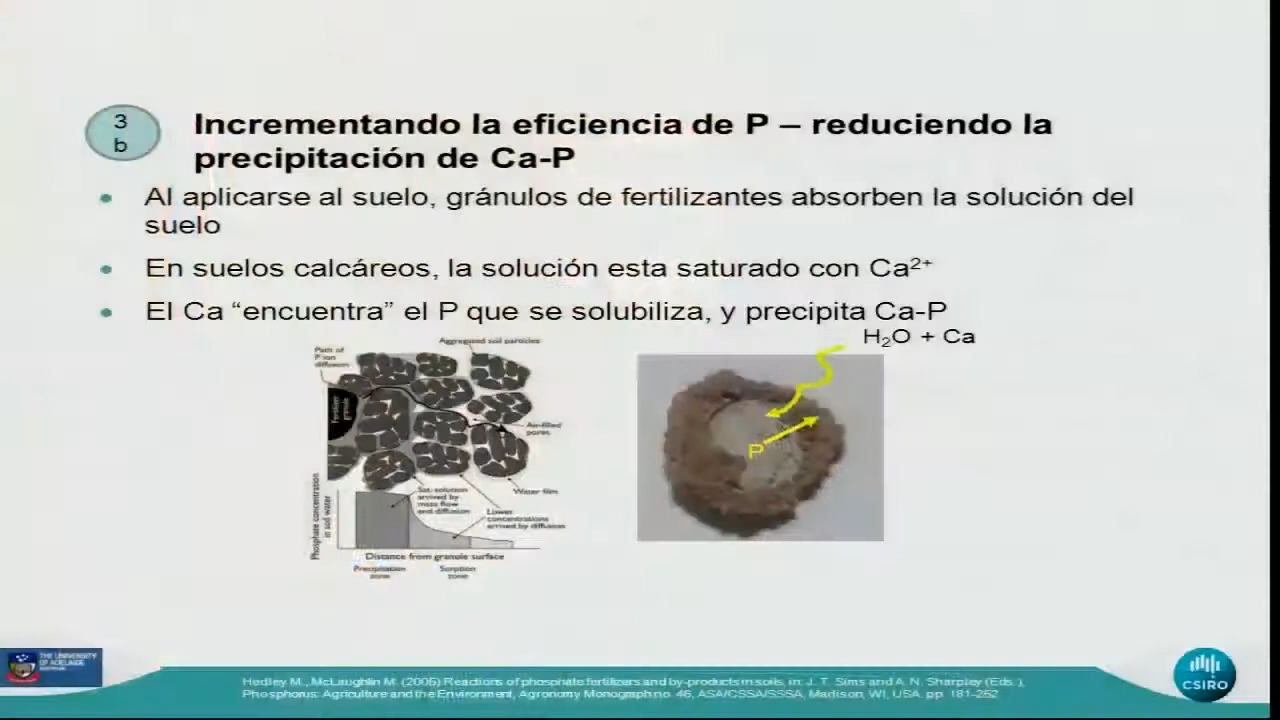 3
b
Incrementando la eficiencia de P – reduciendo la
precipitación de Ca-P
• Al aplicarse al suelo, gránulos de fertilizantes absorben la solución del
suelo
• En suelos calcáreos, la solución esta saturado con Ca²⁺
• El Ca “encuentra” el P que se solubiliza, y precipita Ca-P
H₂O + Ca
Aggregated soil particles
Path of
P ion
diffusion
Fertiliser
granule
Air-filled
pores
P
Water film
Sat. solution
arrived by
mass flow
and diffusion
Lower
concentrations
arrived by diffusion
Phosphate concentration
in soil water
Distance from granule surface
Precipitation
zone
Sorption
zone
THE UNIVERSITY
OF ADELAIDE
AUSTRALIA
Hedley M., McLaughlin M. (2005) Reactions of phosphate fertilizers and by-products in soils, in: J. T. Sims and A. N. Sharpley (Eds.),
Phosphorus: Agriculture and the Environment, Agronomy Monograph no. 46, ASA/CSSA/SSSA, Madison, WI, USA. pp. 181-252
CSIRO